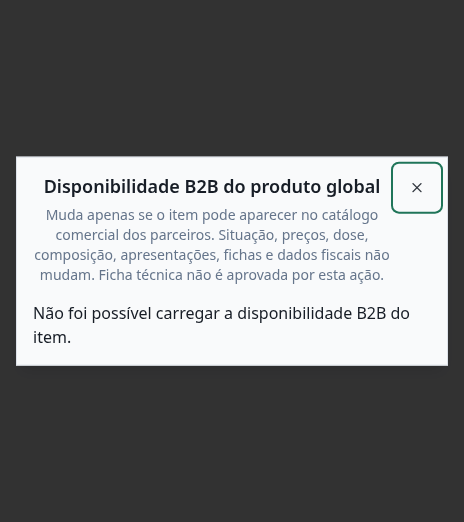 Disponibilidade B2B do produto global
Muda apenas se o item pode aparecer no catálogo
comercial dos parceiros. Situação, preços, dose,
composição, apresentações, fichas e dados fiscais não
mudam. Ficha técnica não é aprovada por esta ação.
Não foi possível carregar a disponibilidade B2B do
item.